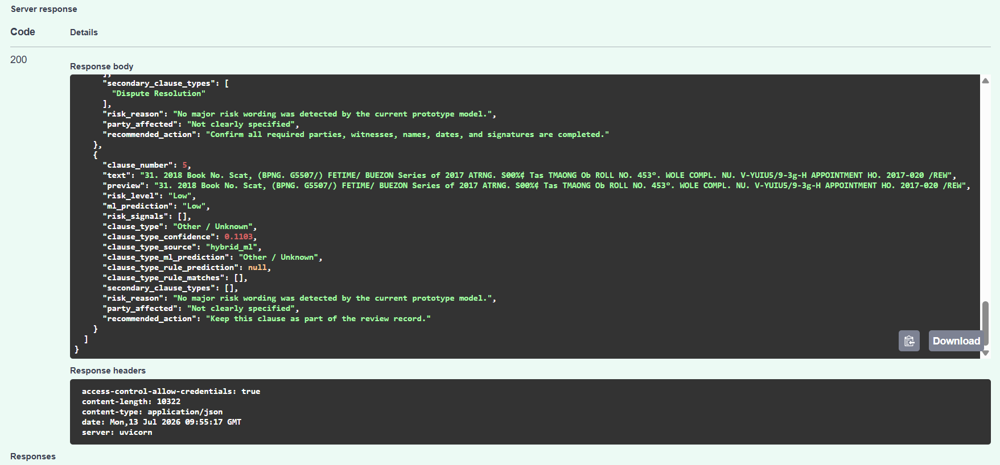 Server response
Code Details
200
Response body
],
"secondary_clause_types": [
"Dispute Resolution"
],
"risk_reason": "No major risk wording was detected by the current prototype model.",
"party_affected": "Not clearly specified",
"recommended_action": "Confirm all required parties, witnesses, names, dates, and signatures are completed."
},
{
"clause_number": 5,
"text": "31. 2018 Book No. Scat, (BPNG. G5507/) FETIME/ BUEZON Series of 2017 ATRNG. S00%¢ Tas TMAONG Ob ROLL NO. 453º. WOLE COMPL. NU. V-YUIU5/9-3g-H APPOINTMENT HO. 2017-020 /REW",
"preview": "31. 2018 Book No. Scat, (BPNG. G5507/) FETIME/ BUEZON Series of 2017 ATRNG. S00%¢ Tas TMAONG Ob ROLL NO. 453º. WOLE COMPL. NU. V-YUIU5/9-3g-H APPOINTMENT HO. 2017-020 /REW",
"risk_level": "Low",
"ml_prediction": "Low",
"risk_signals": [],
"clause_type": "Other / Unknown",
"clause_type_confidence": 0.1103,
"clause_type_source": "hybrid_ml",
"clause_type_ml_prediction": "Other / Unknown",
"clause_type_rule_prediction": null,
"clause_type_rule_matches": [],
"secondary_clause_types": [],
"risk_reason": "No major risk wording was detected by the current prototype model.",
"party_affected": "Not clearly specified",
"recommended_action": "Keep this clause as part of the review record."
}
]
}
Download
Response headers
access-control-allow-credentials: true
content-length: 10322
content-type: application/json
date: Mon,13 Jul 2026 09:55:17 GMT
server: uvicorn
Responses